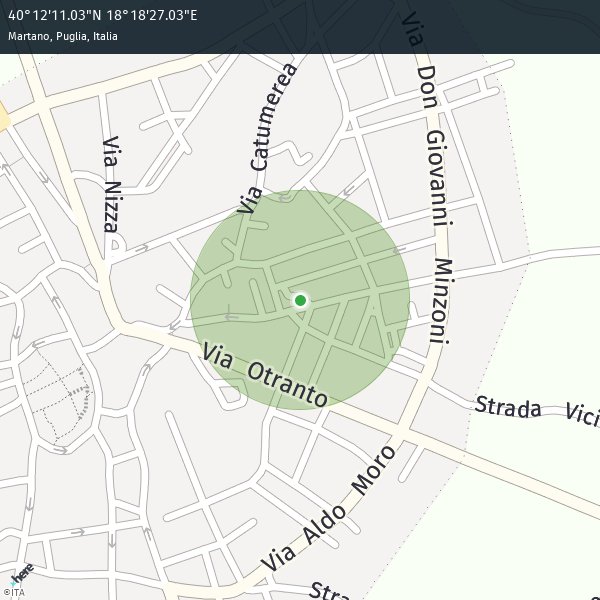 40°12'11.03"N 18°18'27.03"E
Martano, Puglia, Italia
Via Don Giovanni Minzoni
Via Catumerea
Via Nizza
Via Otranto
Strada Vici
Via Aldo Moro
Strada
here
©ITA